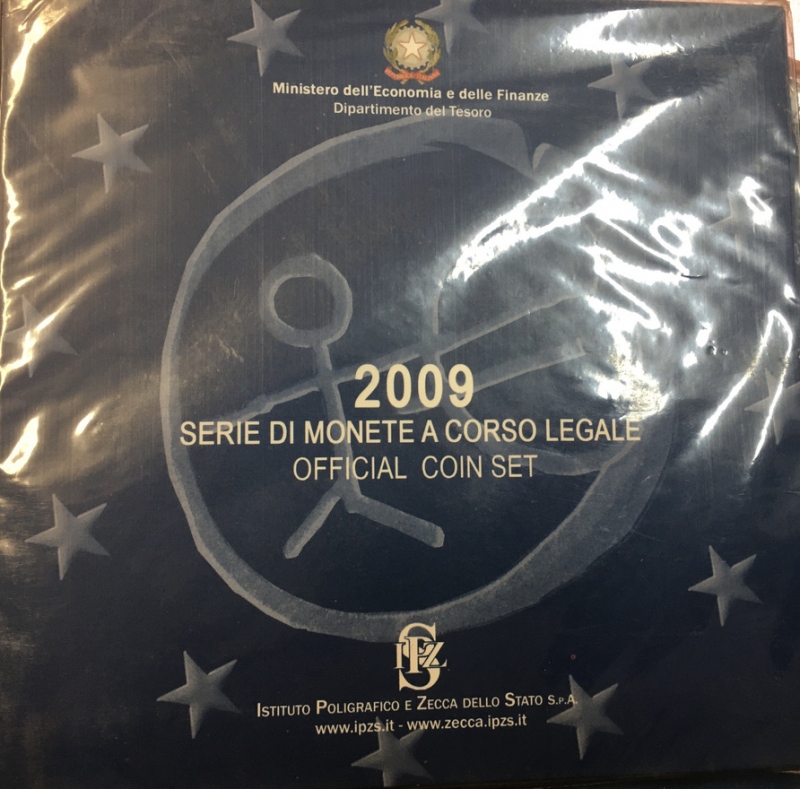 Ministero dell'Economia e delle Finanze
Dipartimento del Tesoro
2009
SERIE DI MONETE A CORSO LEGALE
OFFICIAL COIN SET
IPZS
ISTITUTO POLIGRAFICO E ZECCA DELLO STATO S.P.A.
www.ipzs.it - www.zecca.ipzs.it